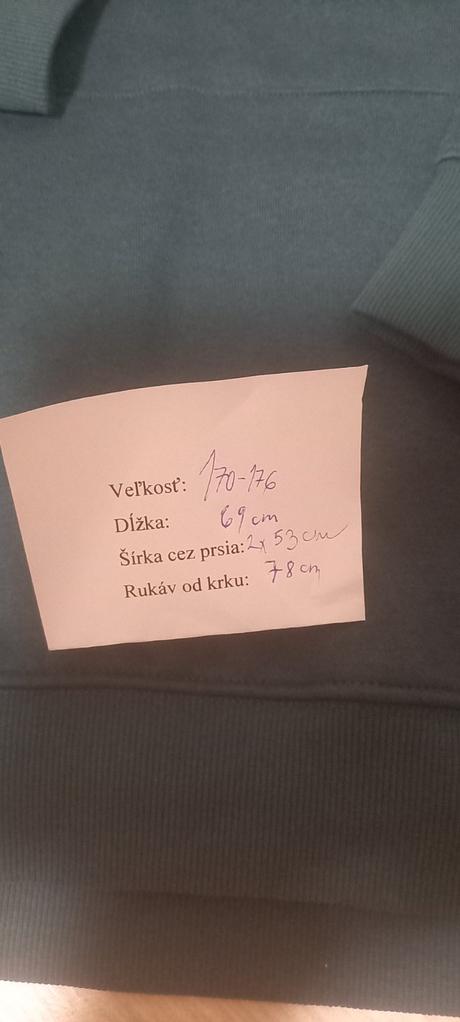 Veľkosť: 170-176
Dĺžka: 69 cm
Šírka cez prsia: 2x 53 cm
Rukáv od krku: 78 cm